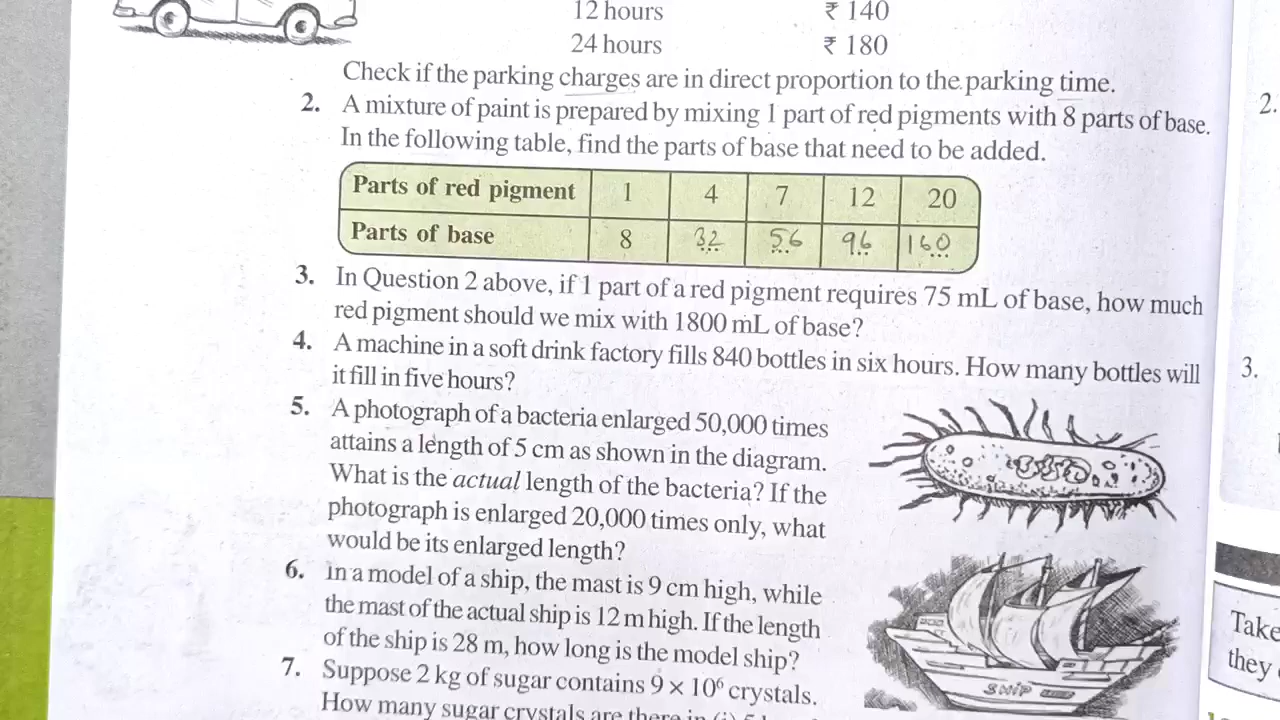 12 hours ₹ 140
24 hours ₹ 180
Check if the parking charges are in direct proportion to the parking time.
2. A mixture of paint is prepared by mixing 1 part of red pigments with 8 parts of base.
In the following table, find the parts of base that need to be added.
Parts of red pigment 1 4 7 12 20
Parts of base 8 32 56 96 160
3. In Question 2 above, if 1 part of a red pigment requires 75 mL of base, how much
red pigment should we mix with 1800 mL of base?
4. A machine in a soft drink factory fills 840 bottles in six hours. How many bottles will
it fill in five hours?
5. A photograph of a bacteria enlarged 50,000 times
attains a length of 5 cm as shown in the diagram.
What is the actual length of the bacteria? If the
photograph is enlarged 20,000 times only, what
would be its enlarged length?
6. In a model of a ship, the mast is 9 cm high, while
the mast of the actual ship is 12 m high. If the length
of the ship is 28 m, how long is the model ship?
SHIP
7. Suppose 2 kg of sugar contains 9 × 10⁶ crystals.
How many sugar crystals are there in (i) 5
2.
3.
Take
they